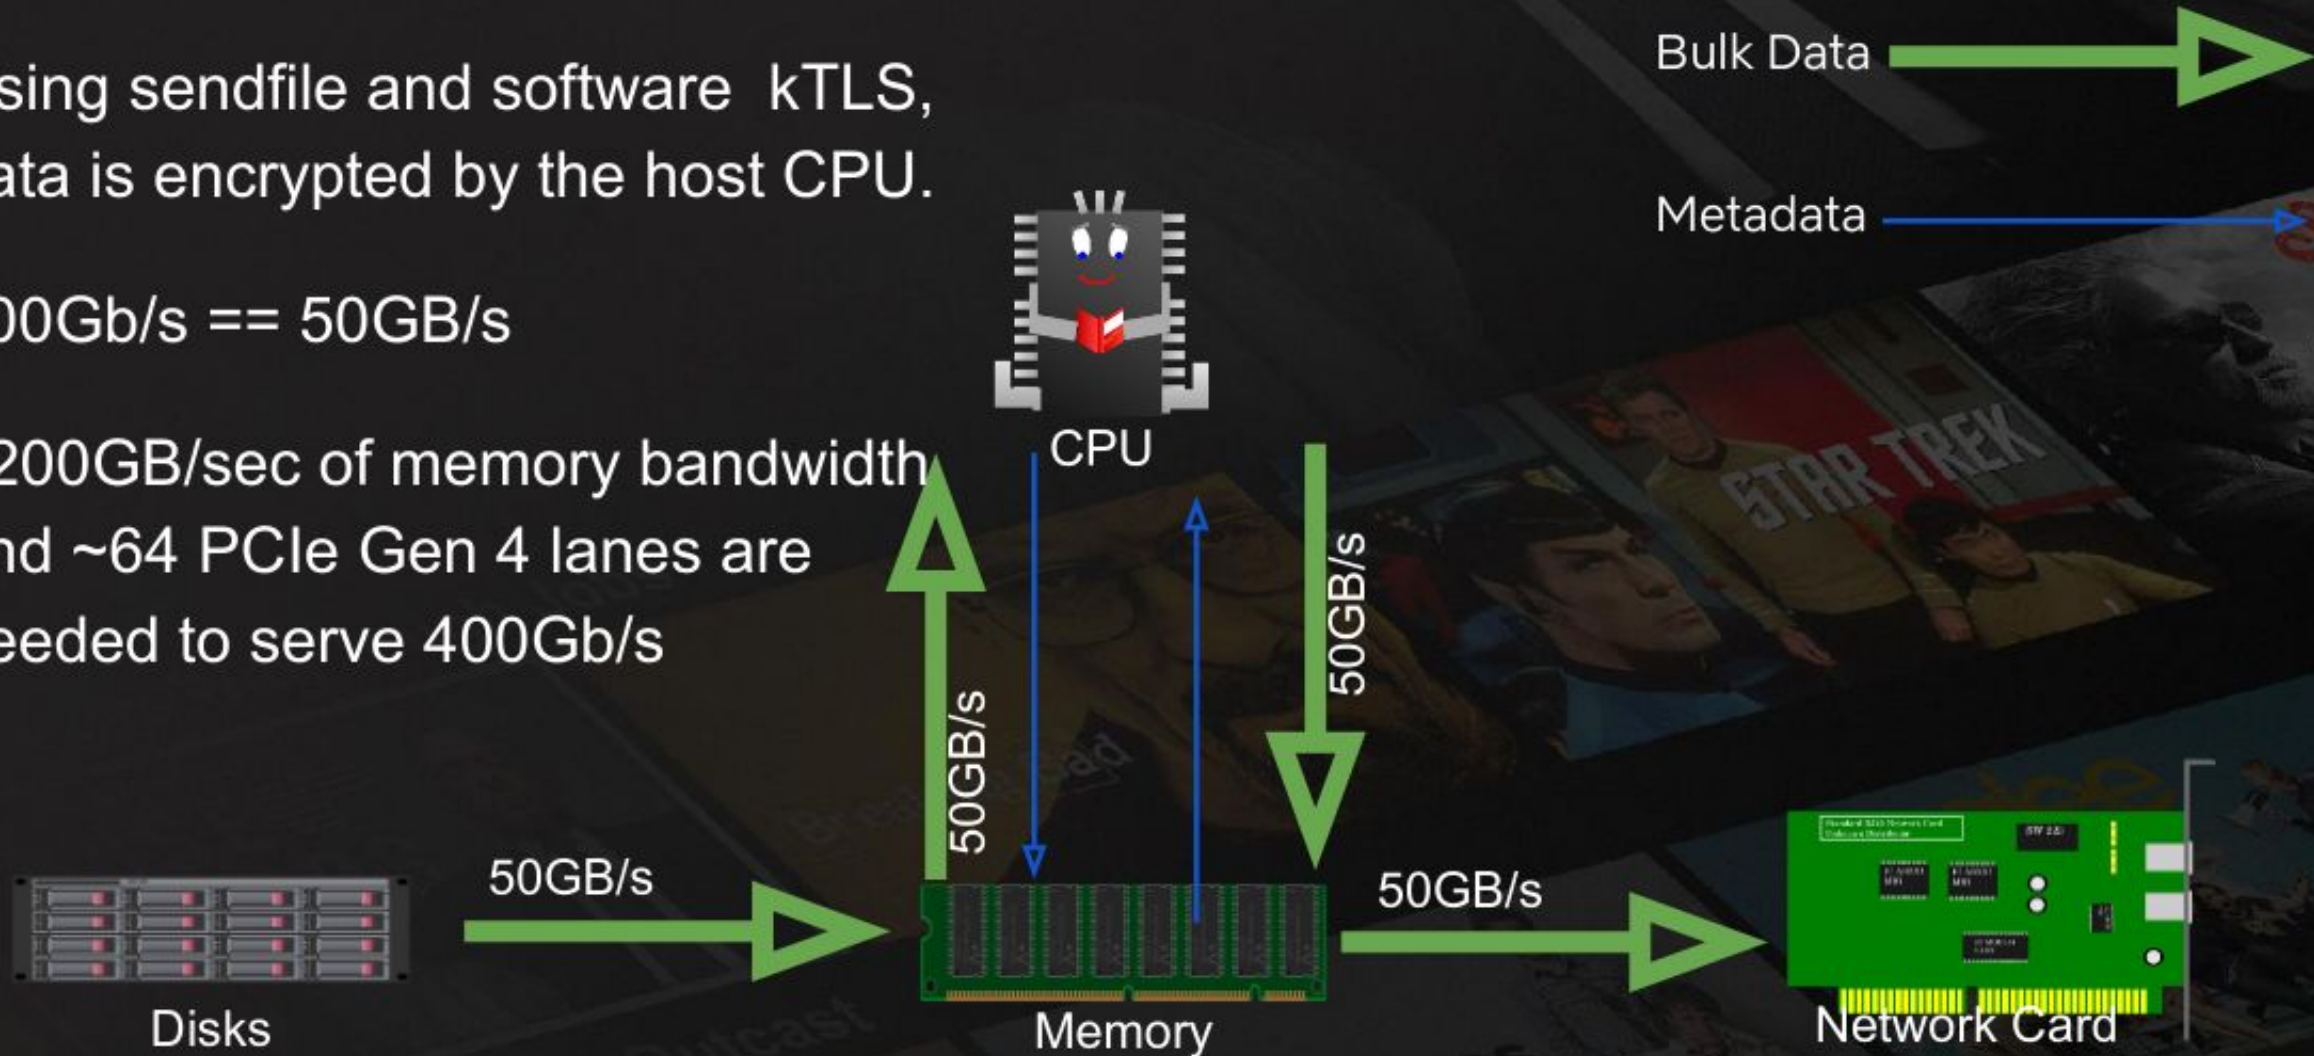 sing sendfile and software kTLS,
ata is encrypted by the host CPU.
00Gb/s == 50GB/s
200GB/sec of memory bandwidth
nd ~64 PCIe Gen 4 lanes are
eeded to serve 400Gb/s
Bulk Data
Metadata
CPU
STAR TREK
50GB/s
50GB/s
50GB/s
50GB/s
Disks
Memory
Network Card